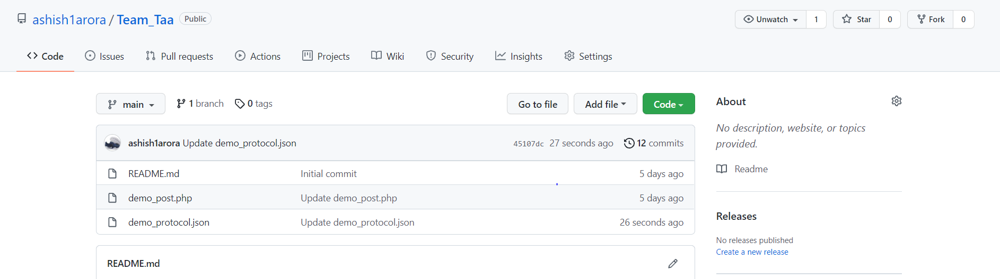 ashish1arora / Team_Taa Public
Unwatch 1 Star 0 Fork 0
Code Issues Pull requests Actions Projects Wiki Security Insights Settings
main 1 branch 0 tags Go to file Add file Code
ashish1arora Update demo_protocol.json 45107dc 27 seconds ago 12 commits
README.md Initial commit 5 days ago
demo_post.php Update demo_post.php 5 days ago
demo_protocol.json Update demo_protocol.json 26 seconds ago
README.md
About
No description, website, or topics
provided.
Readme
Releases
No releases published
Create a new release